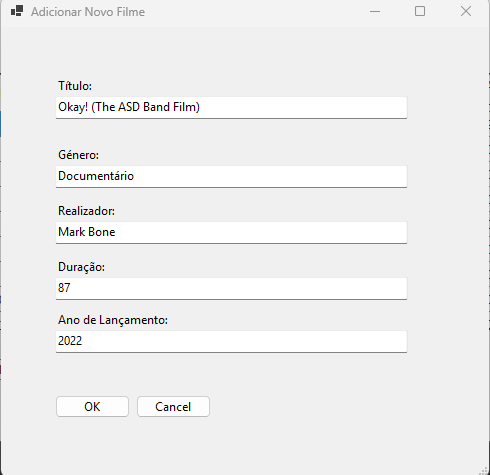 Adicionar Novo Filme
Título:
Okay! (The ASD Band Film)
Género:
Documentário
Realizador:
Mark Bone
Duração:
87
Ano de Lançamento:
2022
OK Cancel